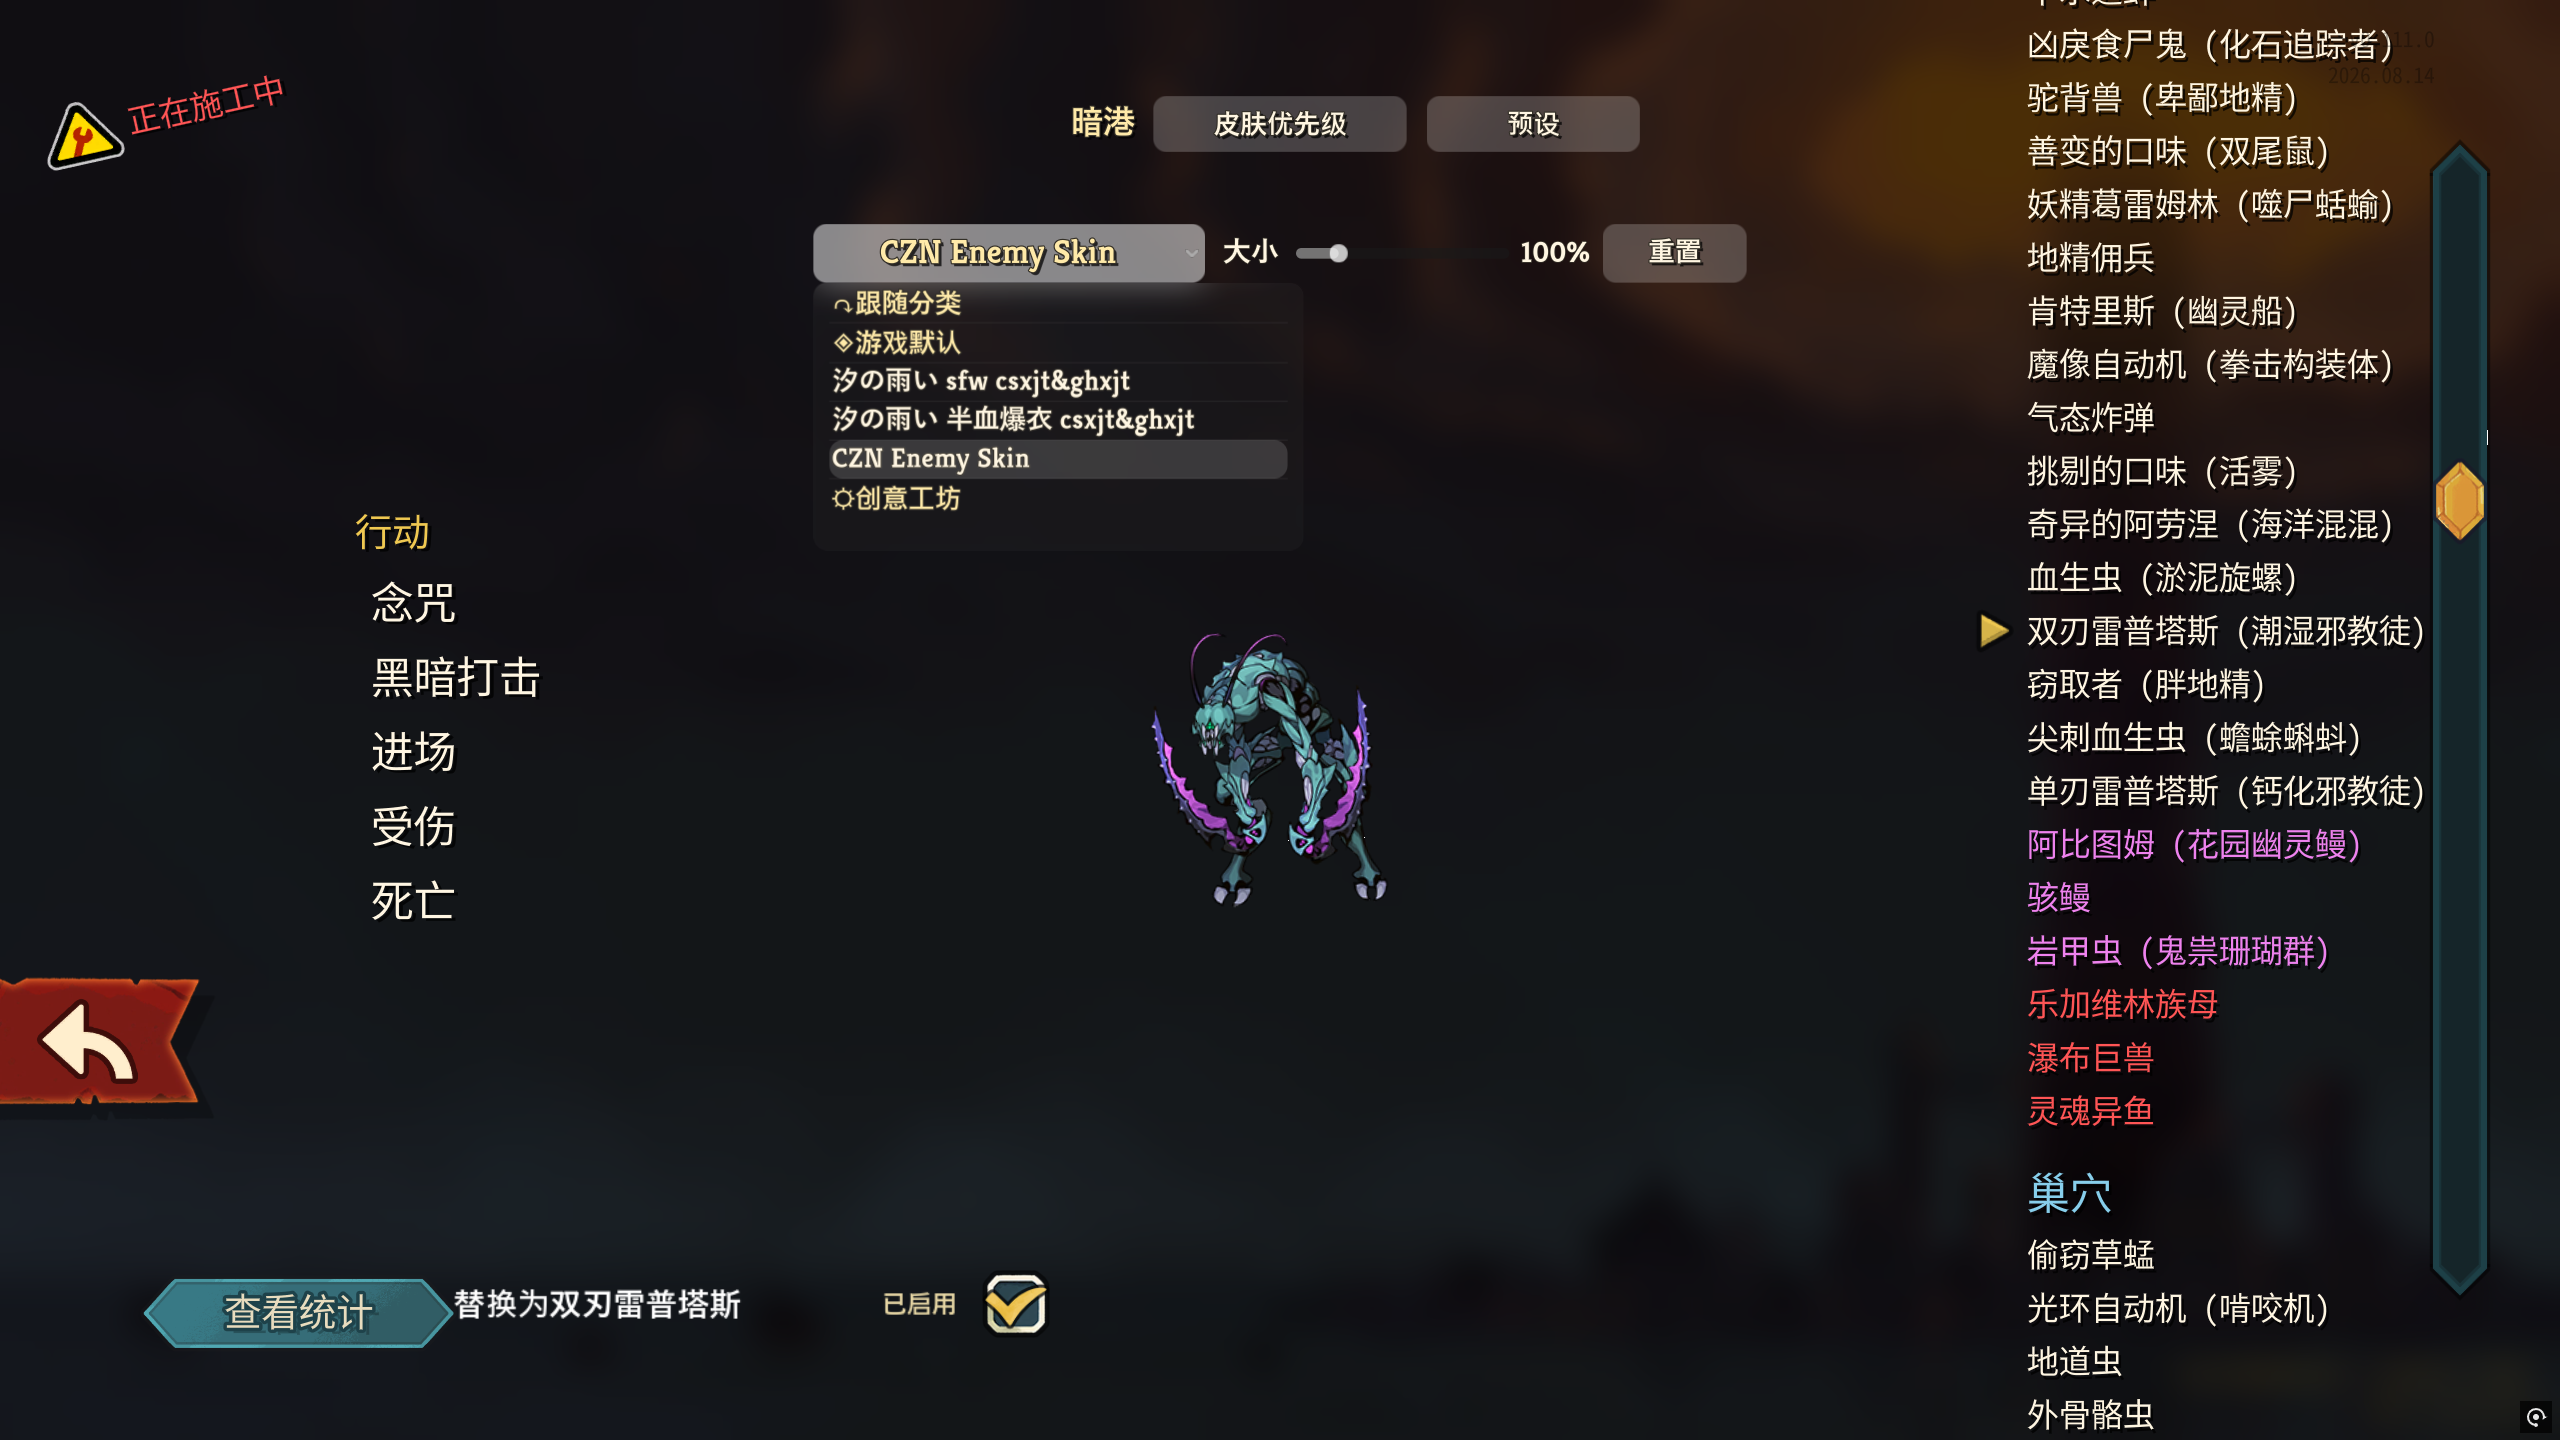 正在施工中
暗港 皮肤优先级 预设
CZN Enemy Skin 大小 100% 重置
跟随分类
游戏默认
汐の雨い sfw csxjt&ghxjt
汐の雨い 半血爆衣 csxjt&ghxjt
CZN Enemy Skin
创意工坊
行动
念咒
黑暗打击
进场
受伤
死亡
查看统计
替换为双刃雷普塔斯
已启用
凶戾食尸鬼（化石追踪者）
2026.08.14
驼背兽（卑鄙地精）
善变的口味（双尾鼠）
妖精葛雷姆林（噬尸蛞蝓）
地精佣兵
肯特里斯（幽灵船）
魔像自动机（拳击构装体）
气态炸弹
挑剔的口味（活雾）
奇异的阿劳涅（海洋混混）
血生虫（淤泥旋螺）
双刃雷普塔斯（潮湿邪教徒）
窃取者（胖地精）
尖刺血生虫（蟾蜍蝌蚪）
单刃雷普塔斯（钙化邪教徒）
阿比图姆（花园幽灵鳗）
骇鳗
岩甲虫（鬼祟珊瑚群）
乐加维林族母
瀑布巨兽
灵魂异鱼
巢穴
偷窃草蜢
光环自动机（啃咬机）
地道虫
外骨骼虫